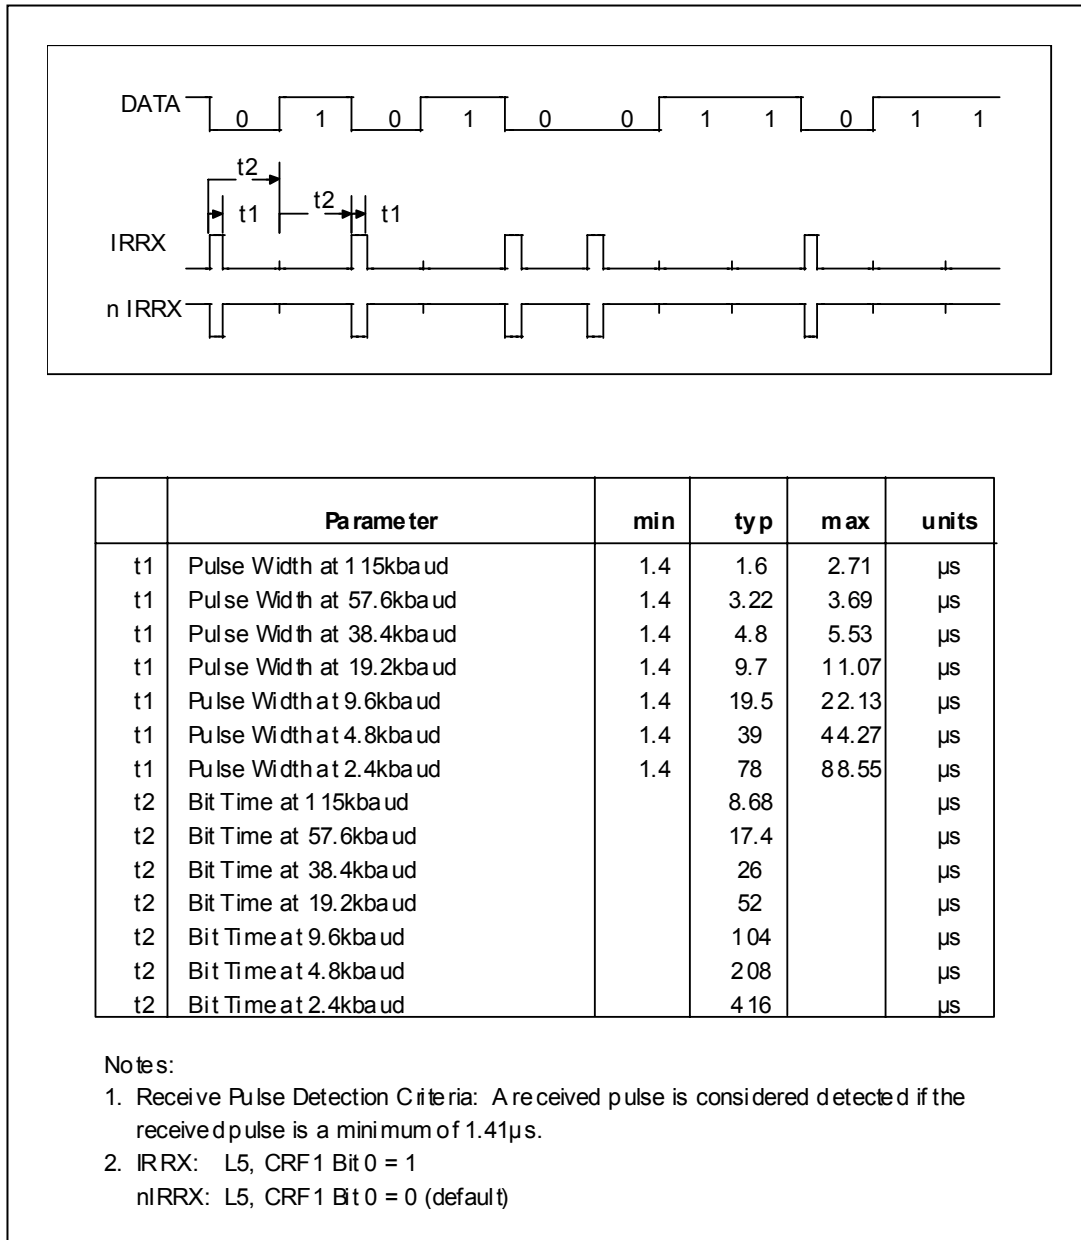 DATA 0 1 0 1 0 0 1 1 0 1 1
t2
t1 t2 t1
IRRX
n IRRX
Parameter min typ max units
t1 Pulse Width at 115kbaud 1.4 1.6 2.71 µs
t1 Pulse Width at 57.6kbaud 1.4 3.22 3.69 µs
t1 Pulse Width at 38.4kbaud 1.4 4.8 5.53 µs
t1 Pulse Width at 19.2kbaud 1.4 9.7 11.07 µs
t1 Pulse Width at 9.6kbaud 1.4 19.5 22.13 µs
t1 Pulse Width at 4.8kbaud 1.4 39 44.27 µs
t1 Pulse Width at 2.4kbaud 1.4 78 88.55 µs
t2 Bit Time at 115kbaud 8.68 µs
t2 Bit Time at 57.6kbaud 17.4 µs
t2 Bit Time at 38.4kbaud 26 µs
t2 Bit Time at 19.2kbaud 52 µs
t2 Bit Time at 9.6kbaud 104 µs
t2 Bit Time at 4.8kbaud 208 µs
t2 Bit Time at 2.4kbaud 416 µs
Notes:
1. Receive Pulse Detection Criteria: A received pulse is considered detected if the
received pulse is a minimum of 1.41µs.
2. IRRX: L5, CRF1 Bit 0 = 1
nIRRX: L5, CRF1 Bit 0 = 0 (default)